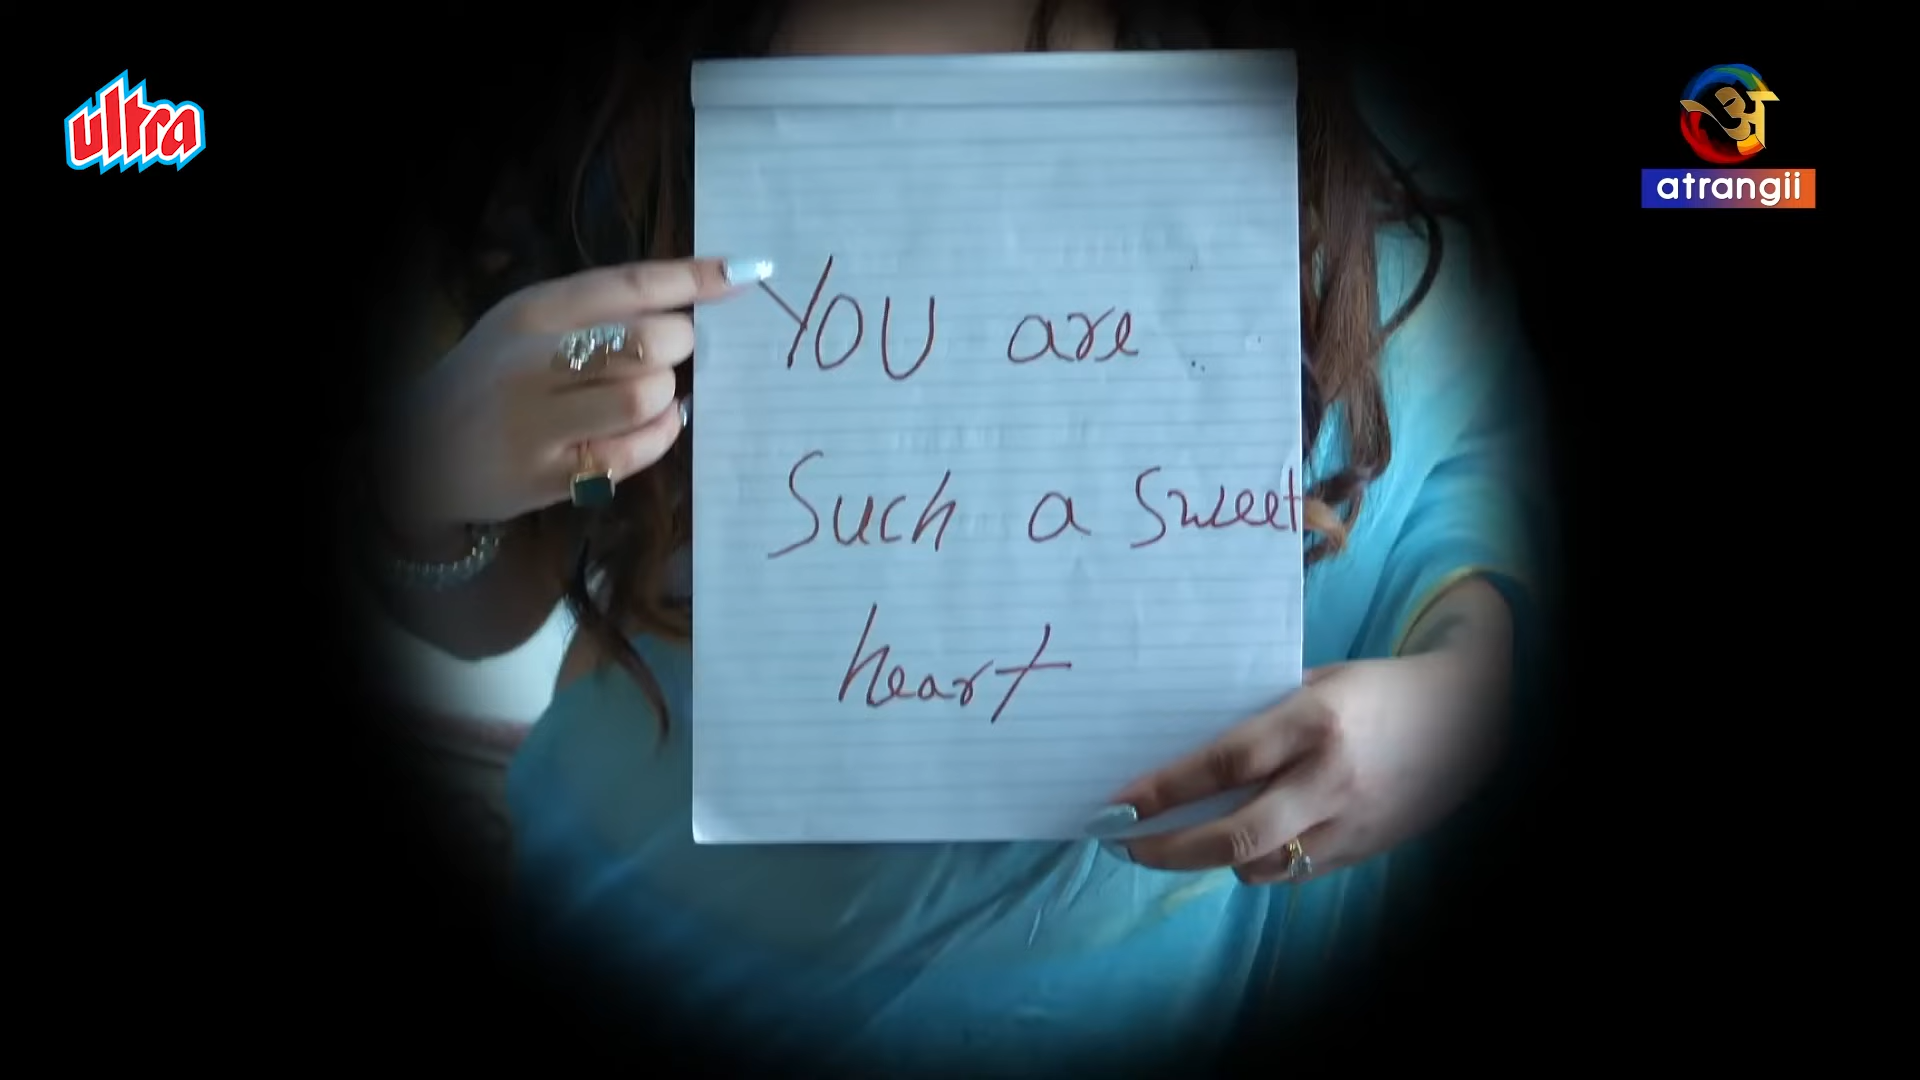 ultra
अ
atrangii
YOU are
Such a Sweet
heart